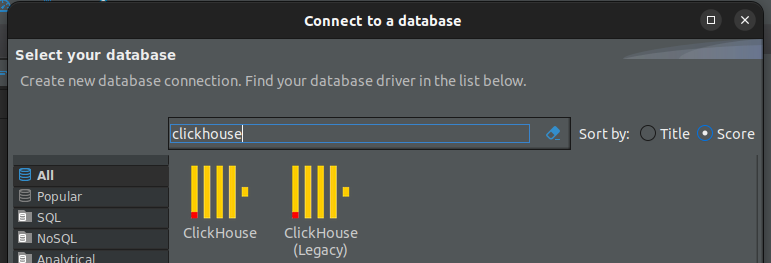 Connect to a database
Select your database
Create new database connection. Find your database driver in the list below.
clickhouse
Sort by: Title Score
All
Popular
SQL
NoSQL
Analytical
ClickHouse
ClickHouse
(Legacy)